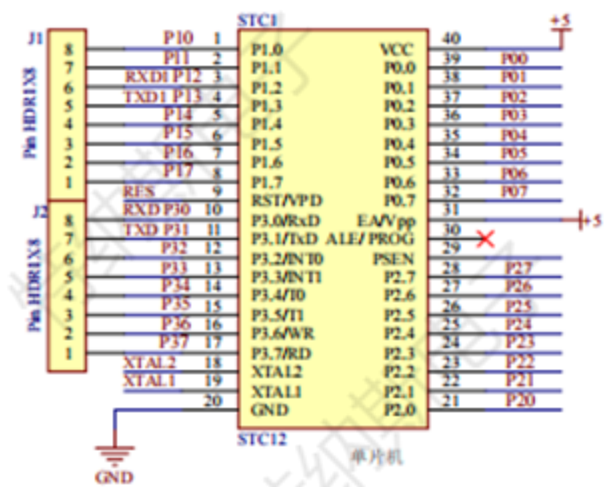 STC1
+5
J1
Pin HDR1X8
8 P10 1 P1.0 VCC 40
7 P11 2 P1.1 P0.0 39 P00
6 RXD1 P12 3 P1.2 P0.1 38 P01
5 TXD1 P13 4 P1.3 P0.2 37 P02
4 P14 5 P1.4 P0.3 36 P03
3 P15 6 P1.5 P0.4 35 P04
2 P16 7 P1.6 P0.5 34 P05
1 P17 8 P1.7 P0.6 33 P06
RES 9 RST/VPD P0.7 32 P07
J2
Pin HDR1X8
8 RXD P30 10 P3.0/RxD EA/Vpp 31 +5
7 TXD P31 11 P3.1/TxD ALE/PROG 30
6 P32 12 P3.2/INT0 PSEN 29
5 P33 13 P3.3/INT1 P2.7 28 P27
4 P34 14 P3.4/T0 P2.6 27 P26
3 P35 15 P3.5/T1 P2.5 26 P25
2 P36 16 P3.6/WR P2.4 25 P24
1 P37 17 P3.7/RD P2.3 24 P23
XTAL2 18 XTAL2 P2.2 23 P22
XTAL1 19 XTAL1 P2.1 22 P21
20 GND P2.0 21 P20
STC12
单片机
GND
特纳斯电子